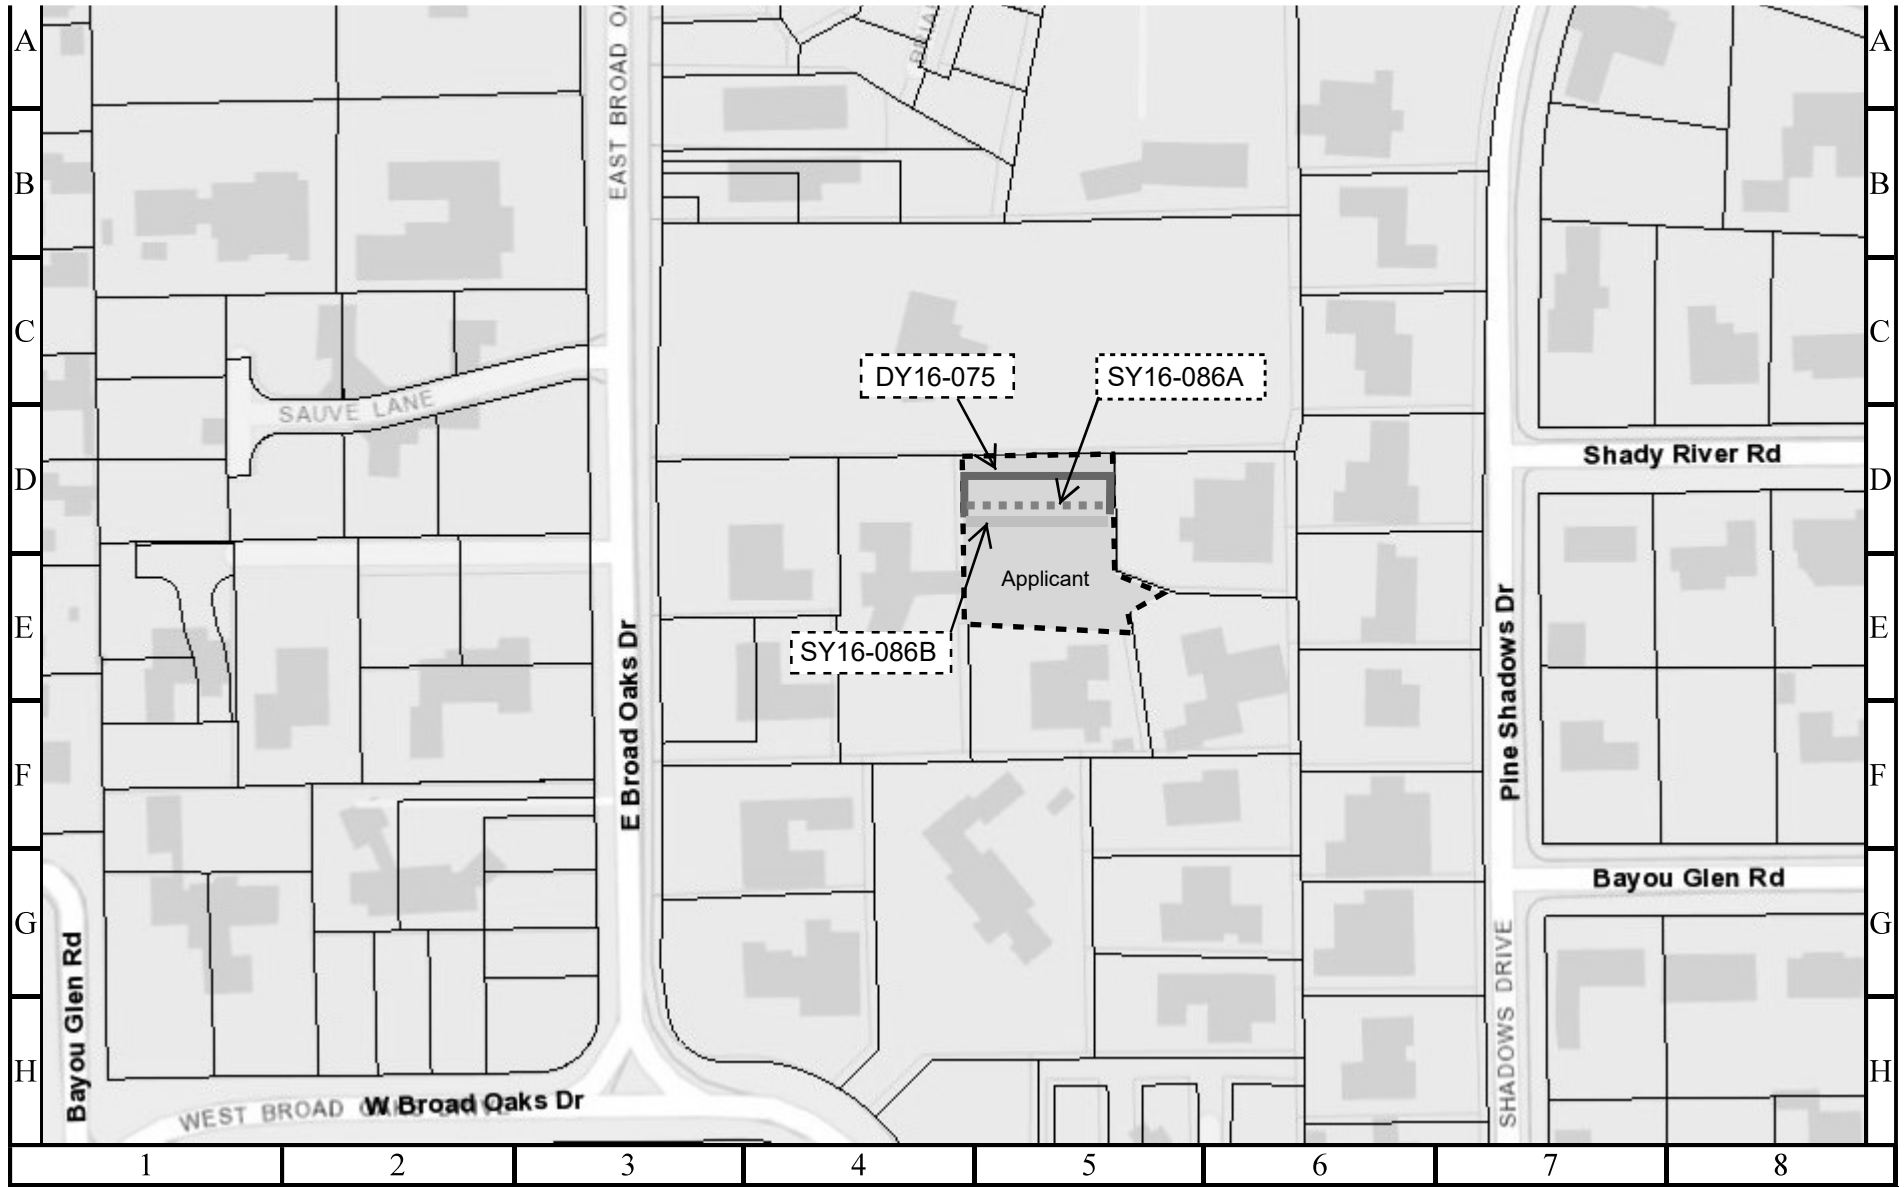 A
A
EAST BROAD OA
B
B
C
C
DY16-075
SY16-086A
SAUVE LANE
Shady River Rd
D
D
Applicant
E
E
SY16-086B
E Broad Oaks Dr
Pine Shadows Dr
F
F
Bayou Glen Rd
G
G
Bayou Glen Rd
SHADOWS DRIVE
H
H
W Broad Oaks Dr
WEST BROAD OAKS DRIVE
1
2
3
4
5
6
7
8